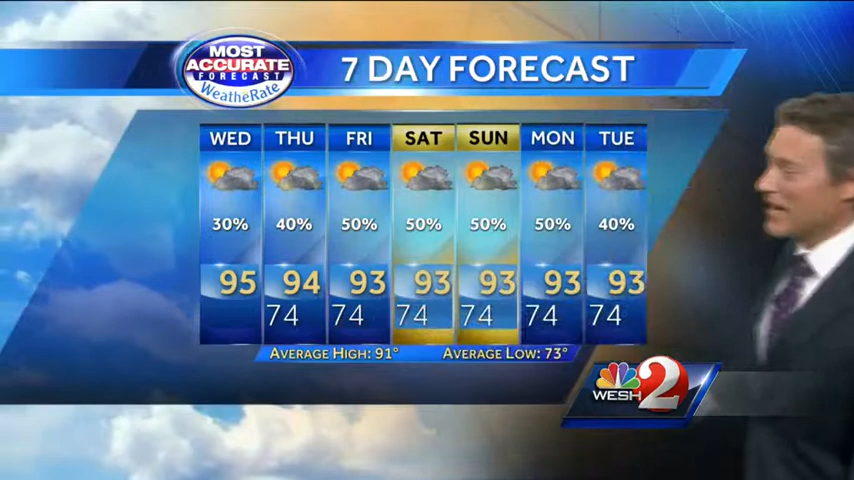 MOST
ACCURATE
FORECAST
WeatheRate
7 DAY FORECAST
WED THU FRI SAT SUN MON TUE
30% 40% 50% 50% 50% 50% 40%
95 94 93 93 93 93 93
74 74 74 74 74 74
AVERAGE HIGH: 91° AVERAGE LOW: 73°
WESH 2